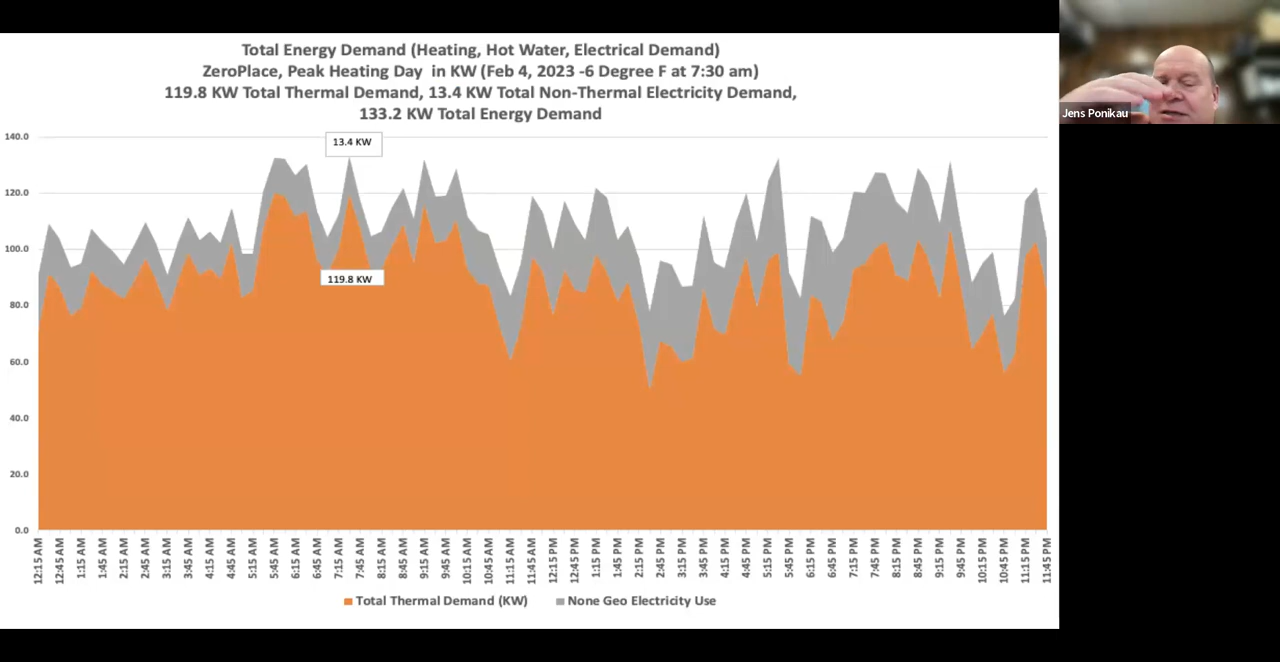 Total Energy Demand (Heating, Hot Water, Electrical Demand)
ZeroPlace, Peak Heating Day in KW (Feb 4, 2023 -6 Degree F at 7:30 am)
119.8 KW Total Thermal Demand, 13.4 KW Total Non-Thermal Electricity Demand,
133.2 KW Total Energy Demand
Jens Ponikau
140.0
120.0
100.0
80.0
60.0
40.0
20.0
0.0
13.4 KW
119.8 KW
12:15 AM
12:45 AM
1:15 AM
1:45 AM
2:15 AM
2:45 AM
3:15 AM
3:45 AM
4:15 AM
4:45 AM
5:15 AM
5:45 AM
6:15 AM
6:45 AM
7:15 AM
7:45 AM
8:15 AM
8:45 AM
9:15 AM
9:45 AM
10:15 AM
10:45 AM
11:15 AM
11:45 AM
12:15 PM
12:45 PM
1:15 PM
1:45 PM
2:15 PM
2:45 PM
3:15 PM
3:45 PM
4:15 PM
4:45 PM
5:15 PM
5:45 PM
6:15 PM
6:45 PM
7:15 PM
7:45 PM
8:15 PM
8:45 PM
9:15 PM
9:45 PM
10:15 PM
10:45 PM
11:15 PM
11:45 PM
Total Thermal Demand (KW)
None Geo Electricity Use